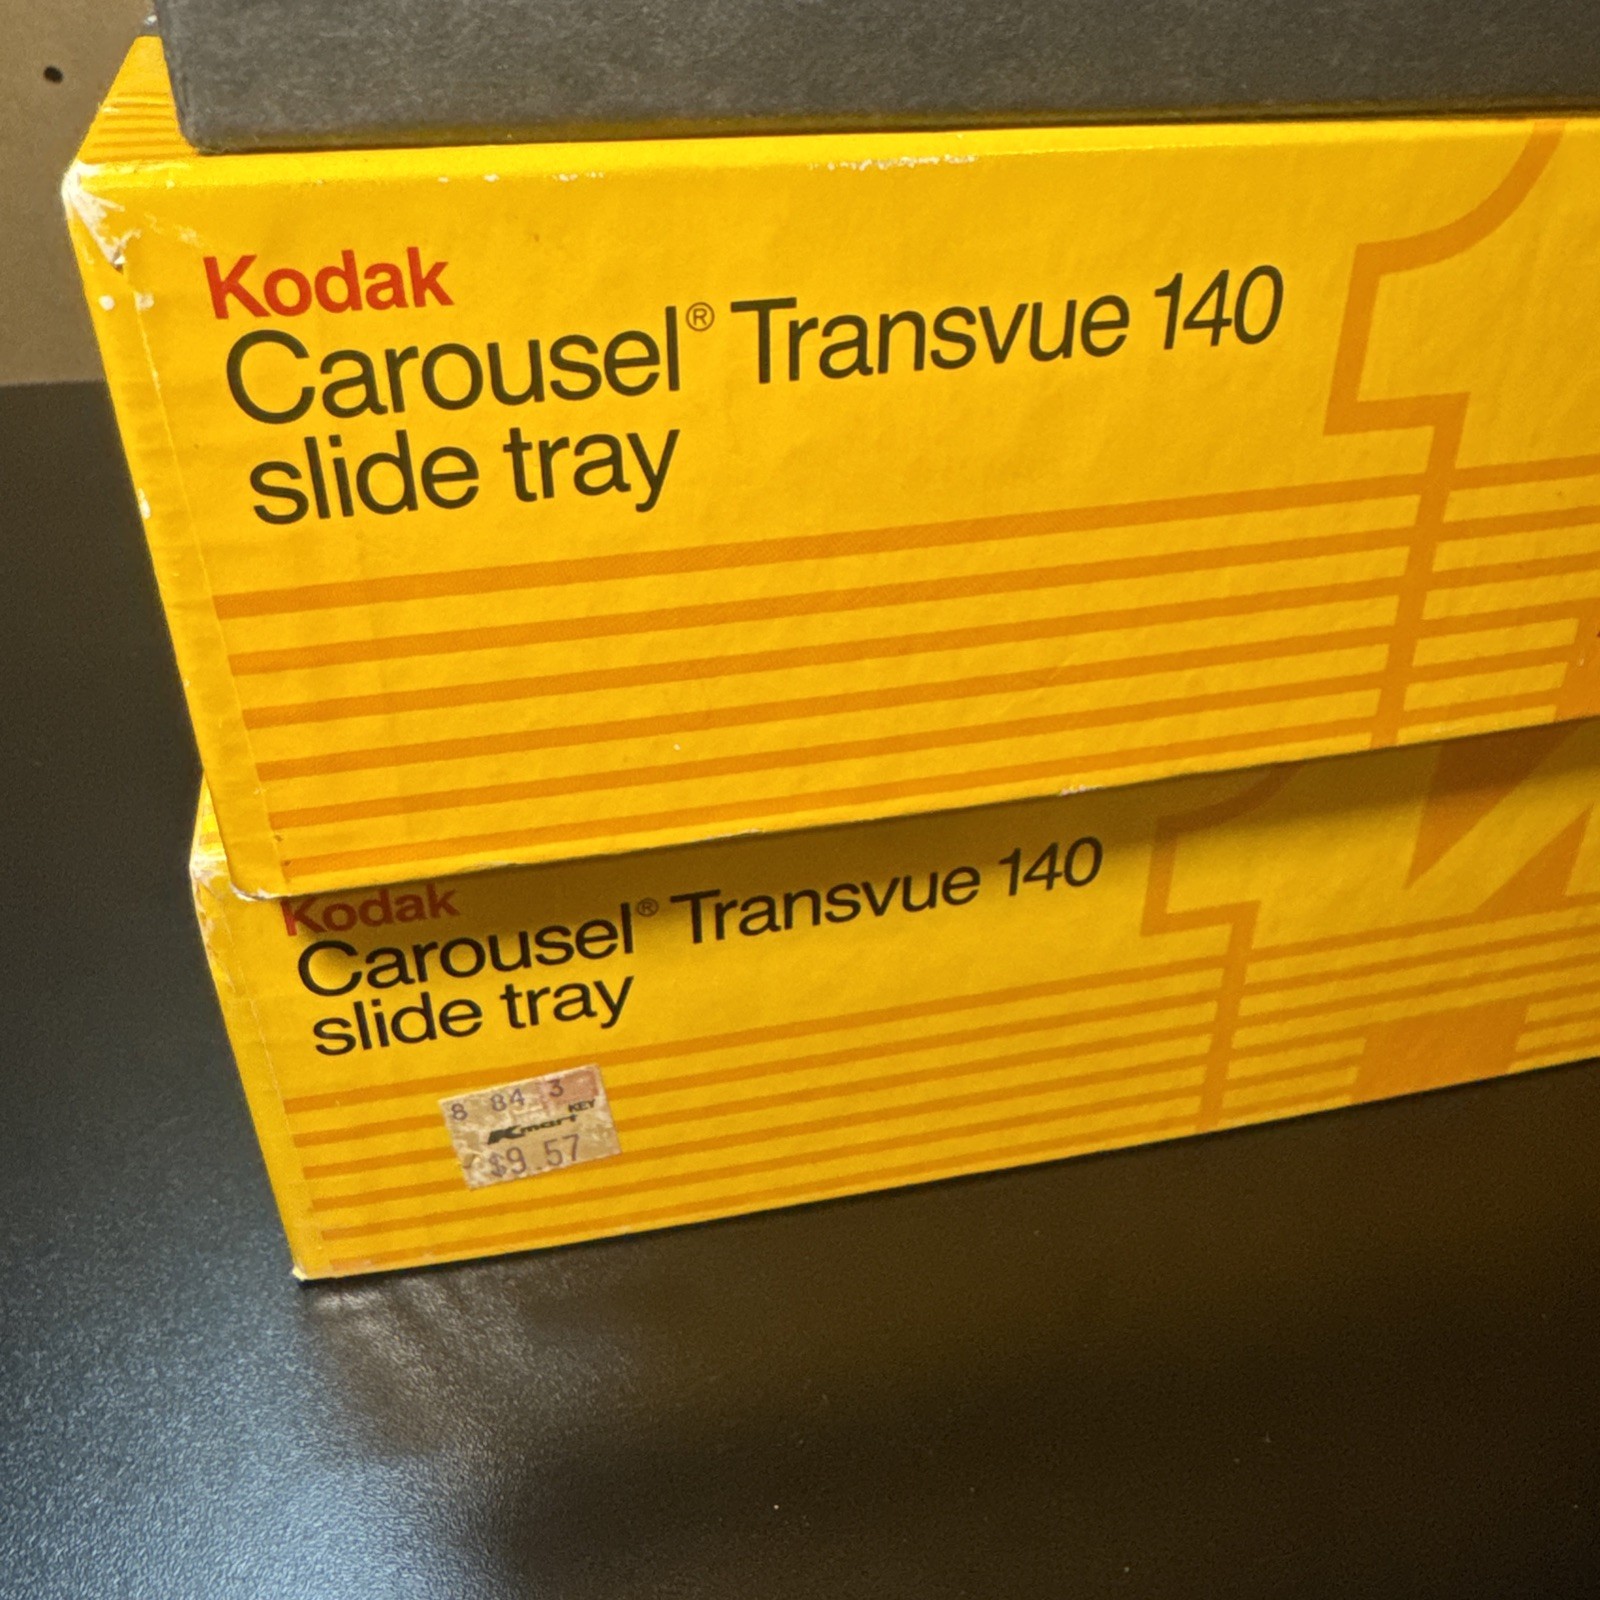 Kodak
Carousel® Transvue 140
slide tray
Kodak
Carousel® Transvue 140
slide tray
8 84 3
KEY
Kmart
$9.57